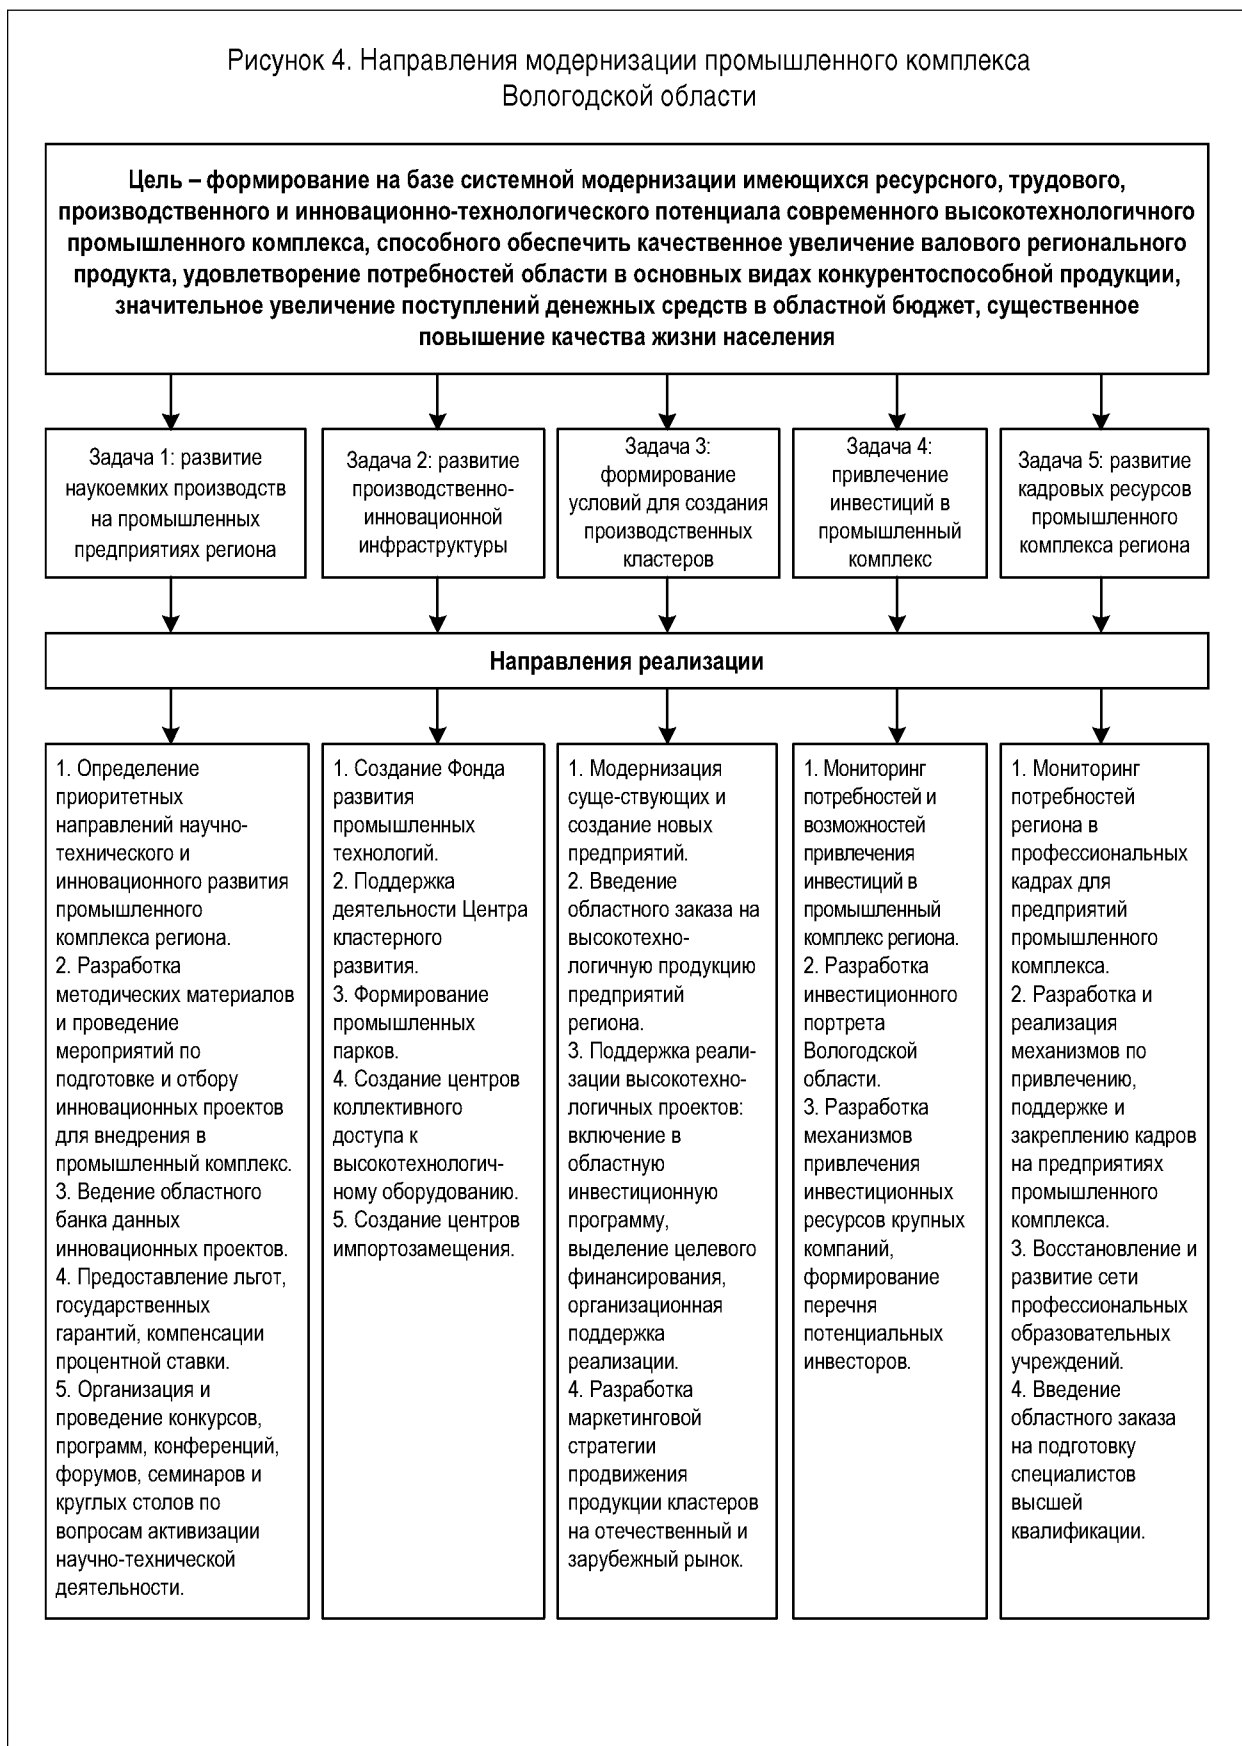 Рисунок 4. Направления модернизации промышленного комплекса
Вологодской области
Цель – формирование на базе системной модернизации имеющихся ресурсного, трудового,
производственного и инновационно-технологического потенциала современного высокотехнологичного
промышленного комплекса, способного обеспечить качественное увеличение валового регионального
продукта, удовлетворение потребностей области в основных видах конкурентоспособной продукции,
значительное увеличение поступлений денежных средств в областной бюджет, существенное
повышение качества жизни населения
Задача 1: развитие
наукоемких производств
на промышленных
предприятиях региона
Задача 2: развитие
производственно-
инновационной
инфраструктуры
Задача 3:
формирование
условий для создания
производственных
кластеров
Задача 4:
привлечение
инвестиций в
промышленный
комплекс
Задача 5: развитие
кадровых ресурсов
промышленного
комплекса региона
Направления реализации
1. Определение
приоритетных
направлений научно-
технического и
инновационного развития
промышленного
комплекса региона.
2. Разработка
методических материалов
и проведение
мероприятий по
подготовке и отбору
инновационных проектов
для внедрения в
промышленный комплекс.
3. Ведение областного
банка данных
инновационных проектов.
4. Предоставление льгот,
государственных
гарантий, компенсации
процентной ставки.
5. Организация и
проведение конкурсов,
программ, конференций,
форумов, семинаров и
круглых столов по
вопросам активизации
научно-технической
деятельности.
1. Создание Фонда
развития
промышленных
технологий.
2. Поддержка
деятельности Центра
кластерного
развития.
3. Формирование
промышленных
парков.
4. Создание центров
коллективного
доступа к
высокотехнологич-
ному оборудованию.
5. Создание центров
импортозамещения.
1. Модернизация
суще-ствующих и
создание новых
предприятий.
2. Введение
областного заказа на
высокотехно-
логичную продукцию
предприятий
региона.
3. Поддержка реали-
зации высокотехно-
логичных проектов:
включение в
областную
инвестиционную
программу,
выделение целевого
финансирования,
организационная
поддержка
реализации.
4. Разработка
маркетинговой
стратегии
продвижения
продукции кластеров
на отечественный и
зарубежный рынок.
1. Мониторинг
потребностей и
возможностей
привлечения
инвестиций в
промышленный
комплекс региона.
2. Разработка
инвестиционного
портрета
Вологодской
области.
3. Разработка
механизмов
привлечения
инвестиционных
ресурсов крупных
компаний,
формирование
перечня
потенциальных
инвесторов.
1. Мониторинг
потребностей
региона в
профессиональных
кадрах для
предприятий
промышленного
комплекса.
2. Разработка и
реализация
механизмов по
привлечению,
поддержке и
закреплению кадров
на предприятиях
промышленного
комплекса.
3. Восстановление и
развитие сети
профессиональных
образовательных
учреждений.
4. Введение
областного заказа
на подготовку
специалистов
высшей
квалификации.